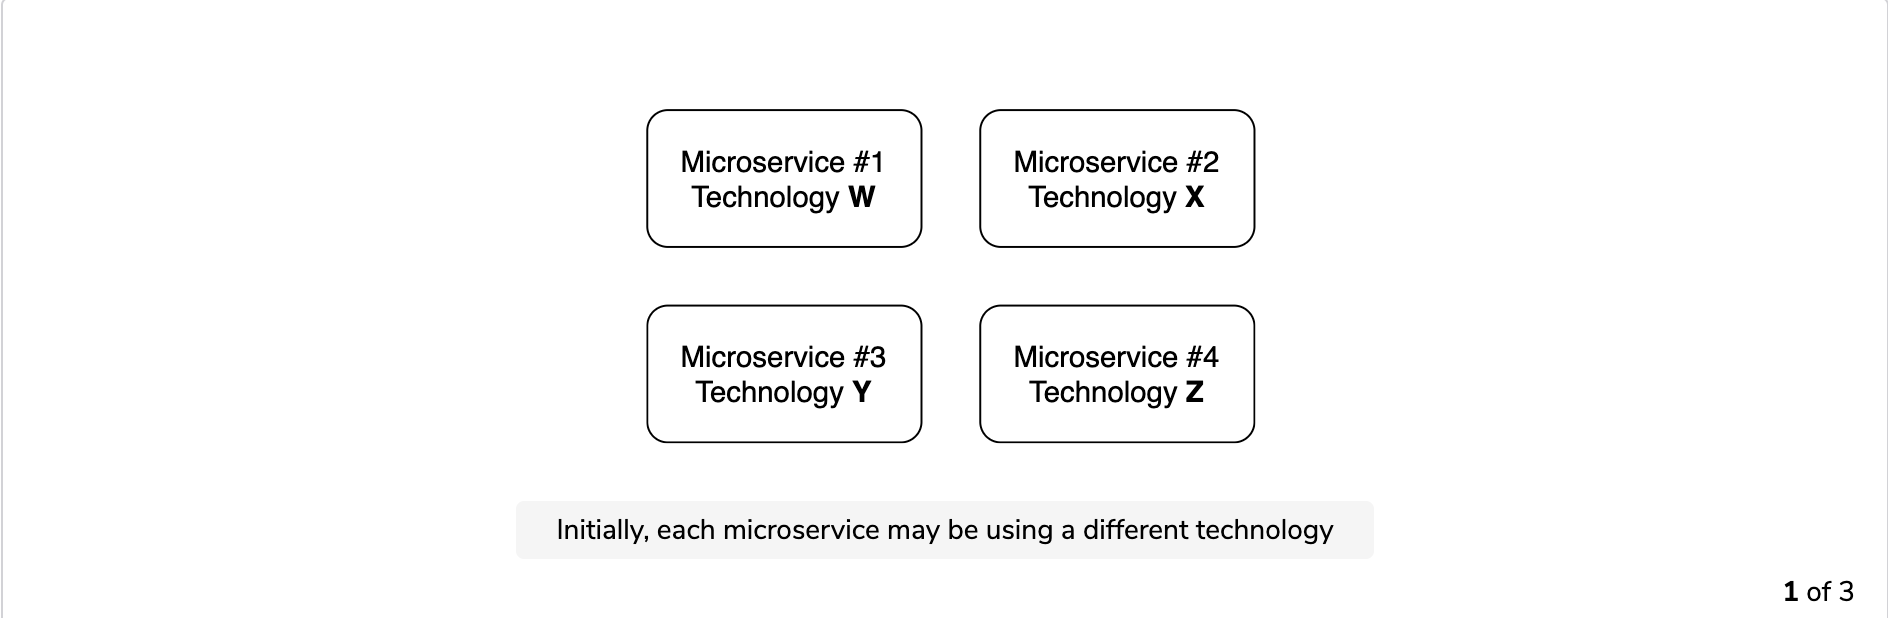 Microservice #1
Technology W
Microservice #2
Technology X
Microservice #3
Technology Y
Microservice #4
Technology Z
Initially, each microservice may be using a different technology
1 of 3